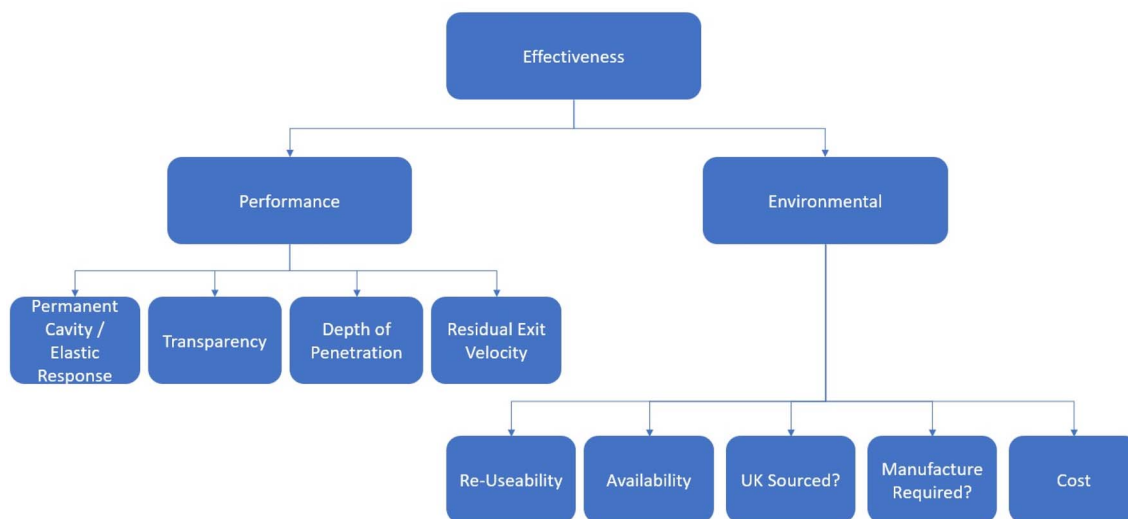 Effectiveness
Performance
Environmental
Permanent
Cavity /
Elastic
Response
Transparency
Depth of
Penetration
Residual Exit
Velocity
Re-Useability
Availability
UK Sourced?
Manufacture
Required?
Cost